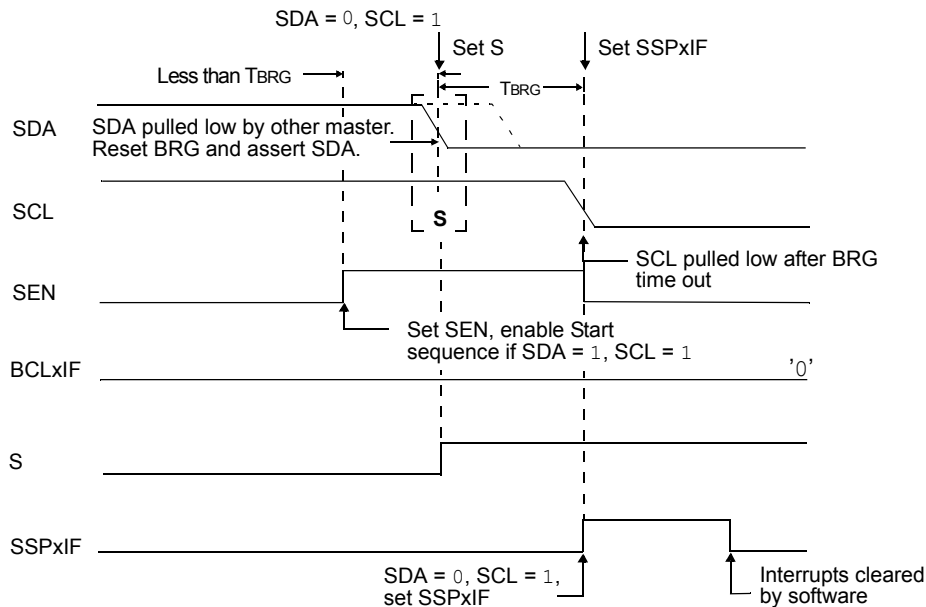 SDA = 0, SCL = 1
Set S
Set SSPxIF
Less than TBRG
TBRG
SDA
SDA pulled low by other master.
Reset BRG and assert SDA.
SCL
S
SCL pulled low after BRG
time out
SEN
Set SEN, enable Start
sequence if SDA = 1, SCL = 1
BCLxIF
'0'
S
SSPxIF
SDA = 0, SCL = 1,
set SSPxIF
Interrupts cleared
by software